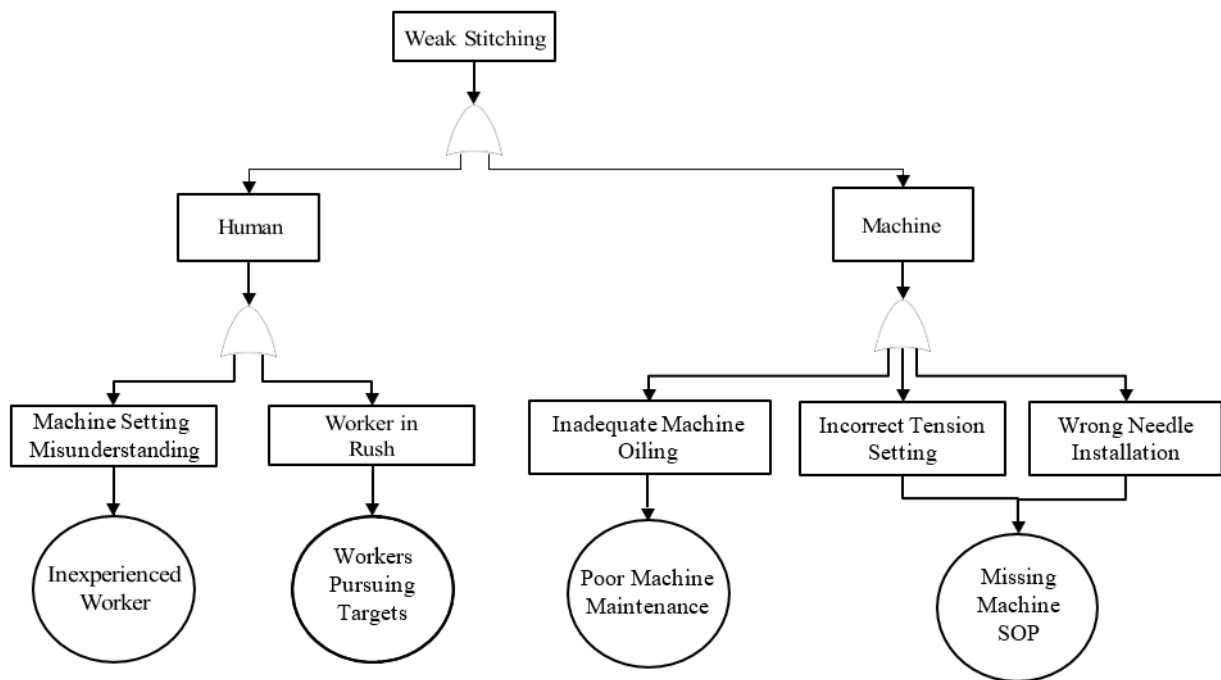 Weak Stitching
Human
Machine
Machine Setting
Misunderstanding
Worker in
Rush
Inadequate Machine
Oiling
Incorrect Tension
Setting
Wrong Needle
Installation
Inexperienced
Worker
Workers
Pursuing
Targets
Poor Machine
Maintenance
Missing
Machine
SOP